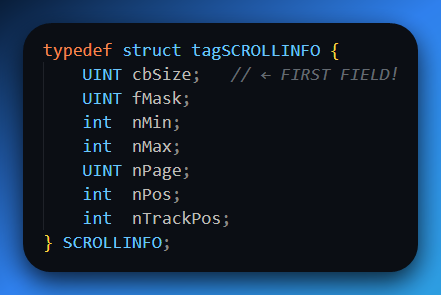 typedef struct tagSCROLLINFO {
    UINT cbSize;   // ← FIRST FIELD!
    UINT fMask;
    int  nMin;
    int  nMax;
    UINT nPage;
    int  nPos;
    int  nTrackPos;
} SCROLLINFO;